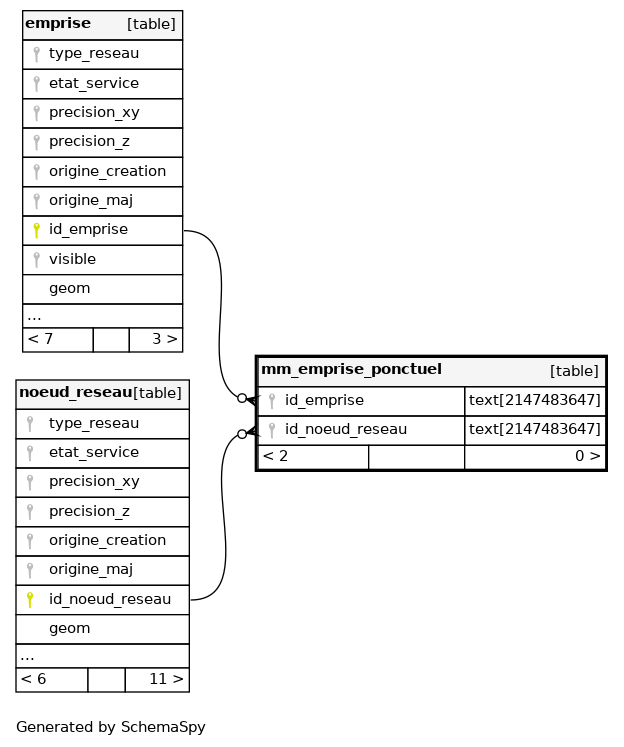 emprise [table]
type_reseau
etat_service
precision_xy
precision_z
origine_creation
origine_maj
id_emprise
visible
geom
...
< 7 3 >
mm_emprise_ponctuel [table]
id_emprise text[2147483647]
id_noeud_reseau text[2147483647]
< 2 0 >
noeud_reseau [table]
type_reseau
etat_service
precision_xy
precision_z
origine_creation
origine_maj
id_noeud_reseau
geom
...
< 6 11 >
Generated by SchemaSpy